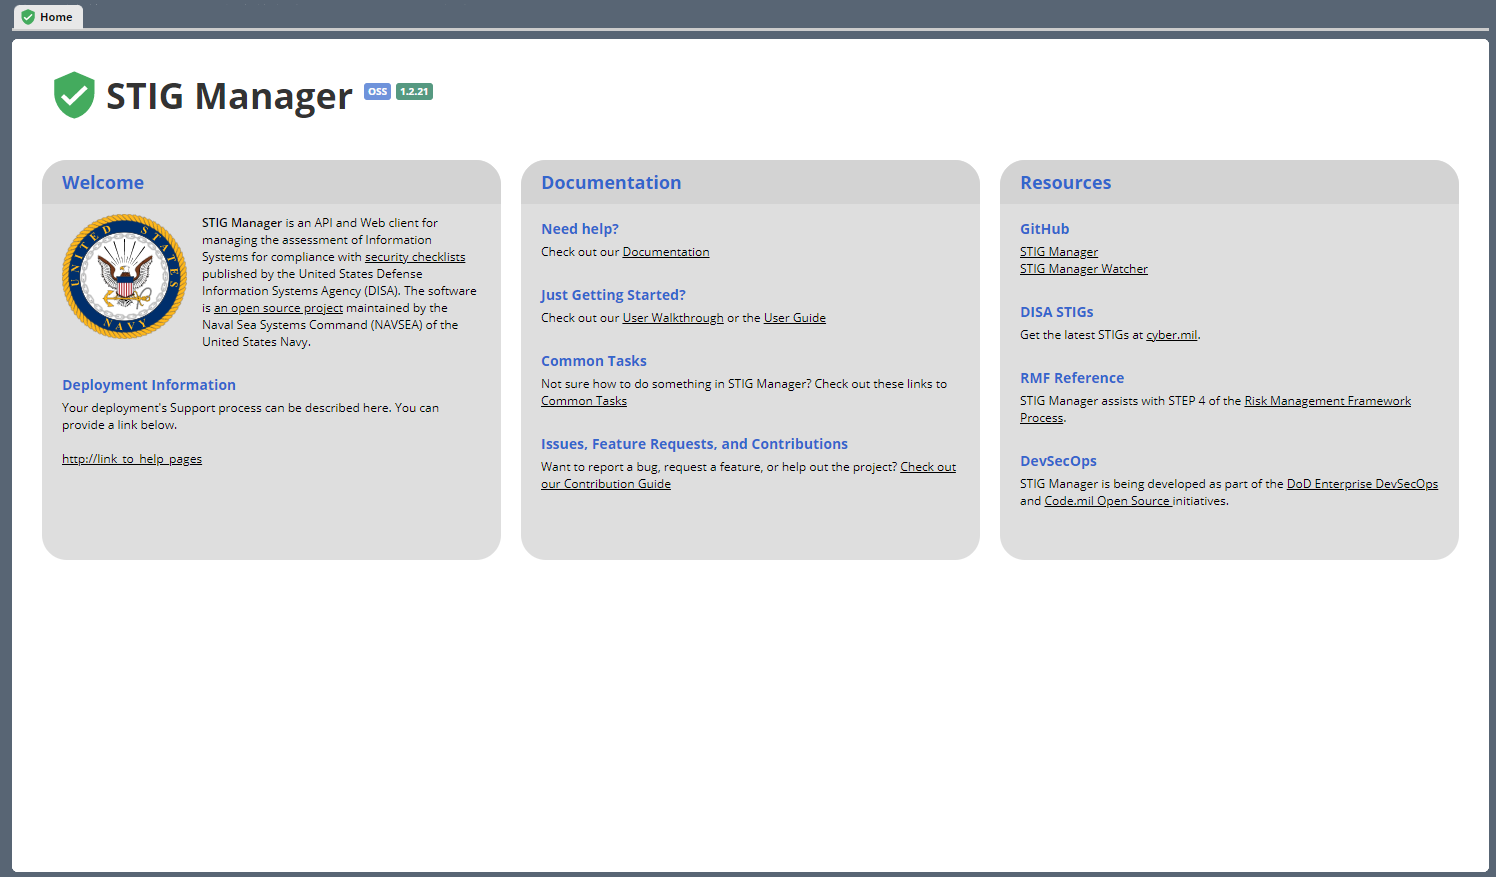 Home
STIG Manager OSS 1.2.21
Welcome
UNITED STATES
NAVY
STIG Manager is an API and Web client for
managing the assessment of Information
Systems for compliance with security checklists
published by the United States Defense
Information Systems Agency (DISA). The software
is an open source project maintained by the
Naval Sea Systems Command (NAVSEA) of the
United States Navy.
Deployment Information
Your deployment's Support process can be described here. You can
provide a link below.
http://link_to_help_pages
Documentation
Need help?
Check out our Documentation
Just Getting Started?
Check out our User Walkthrough or the User Guide
Common Tasks
Not sure how to do something in STIG Manager? Check out these links to
Common Tasks
Issues, Feature Requests, and Contributions
Want to report a bug, request a feature, or help out the project? Check out
our Contribution Guide
Resources
GitHub
STIG Manager
STIG Manager Watcher
DISA STIGs
Get the latest STIGs at cyber.mil.
RMF Reference
STIG Manager assists with STEP 4 of the Risk Management Framework
Process.
DevSecOps
STIG Manager is being developed as part of the DoD Enterprise DevSecOps
and Code.mil Open Source initiatives.